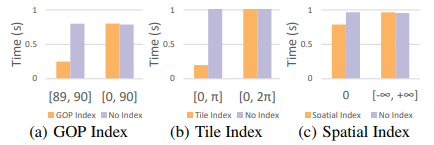 1
0.5
0
Time (s)
[89, 90] [0, 90]
GOP Index No Index
(a) GOP Index
1
0.5
0
Time (s)
[0, π] [0, 2π]
Tile Index No Index
(b) Tile Index
1
0.5
0
Time (s)
0 [-∞, +∞]
Spatial Index No Index
(c) Spatial Index